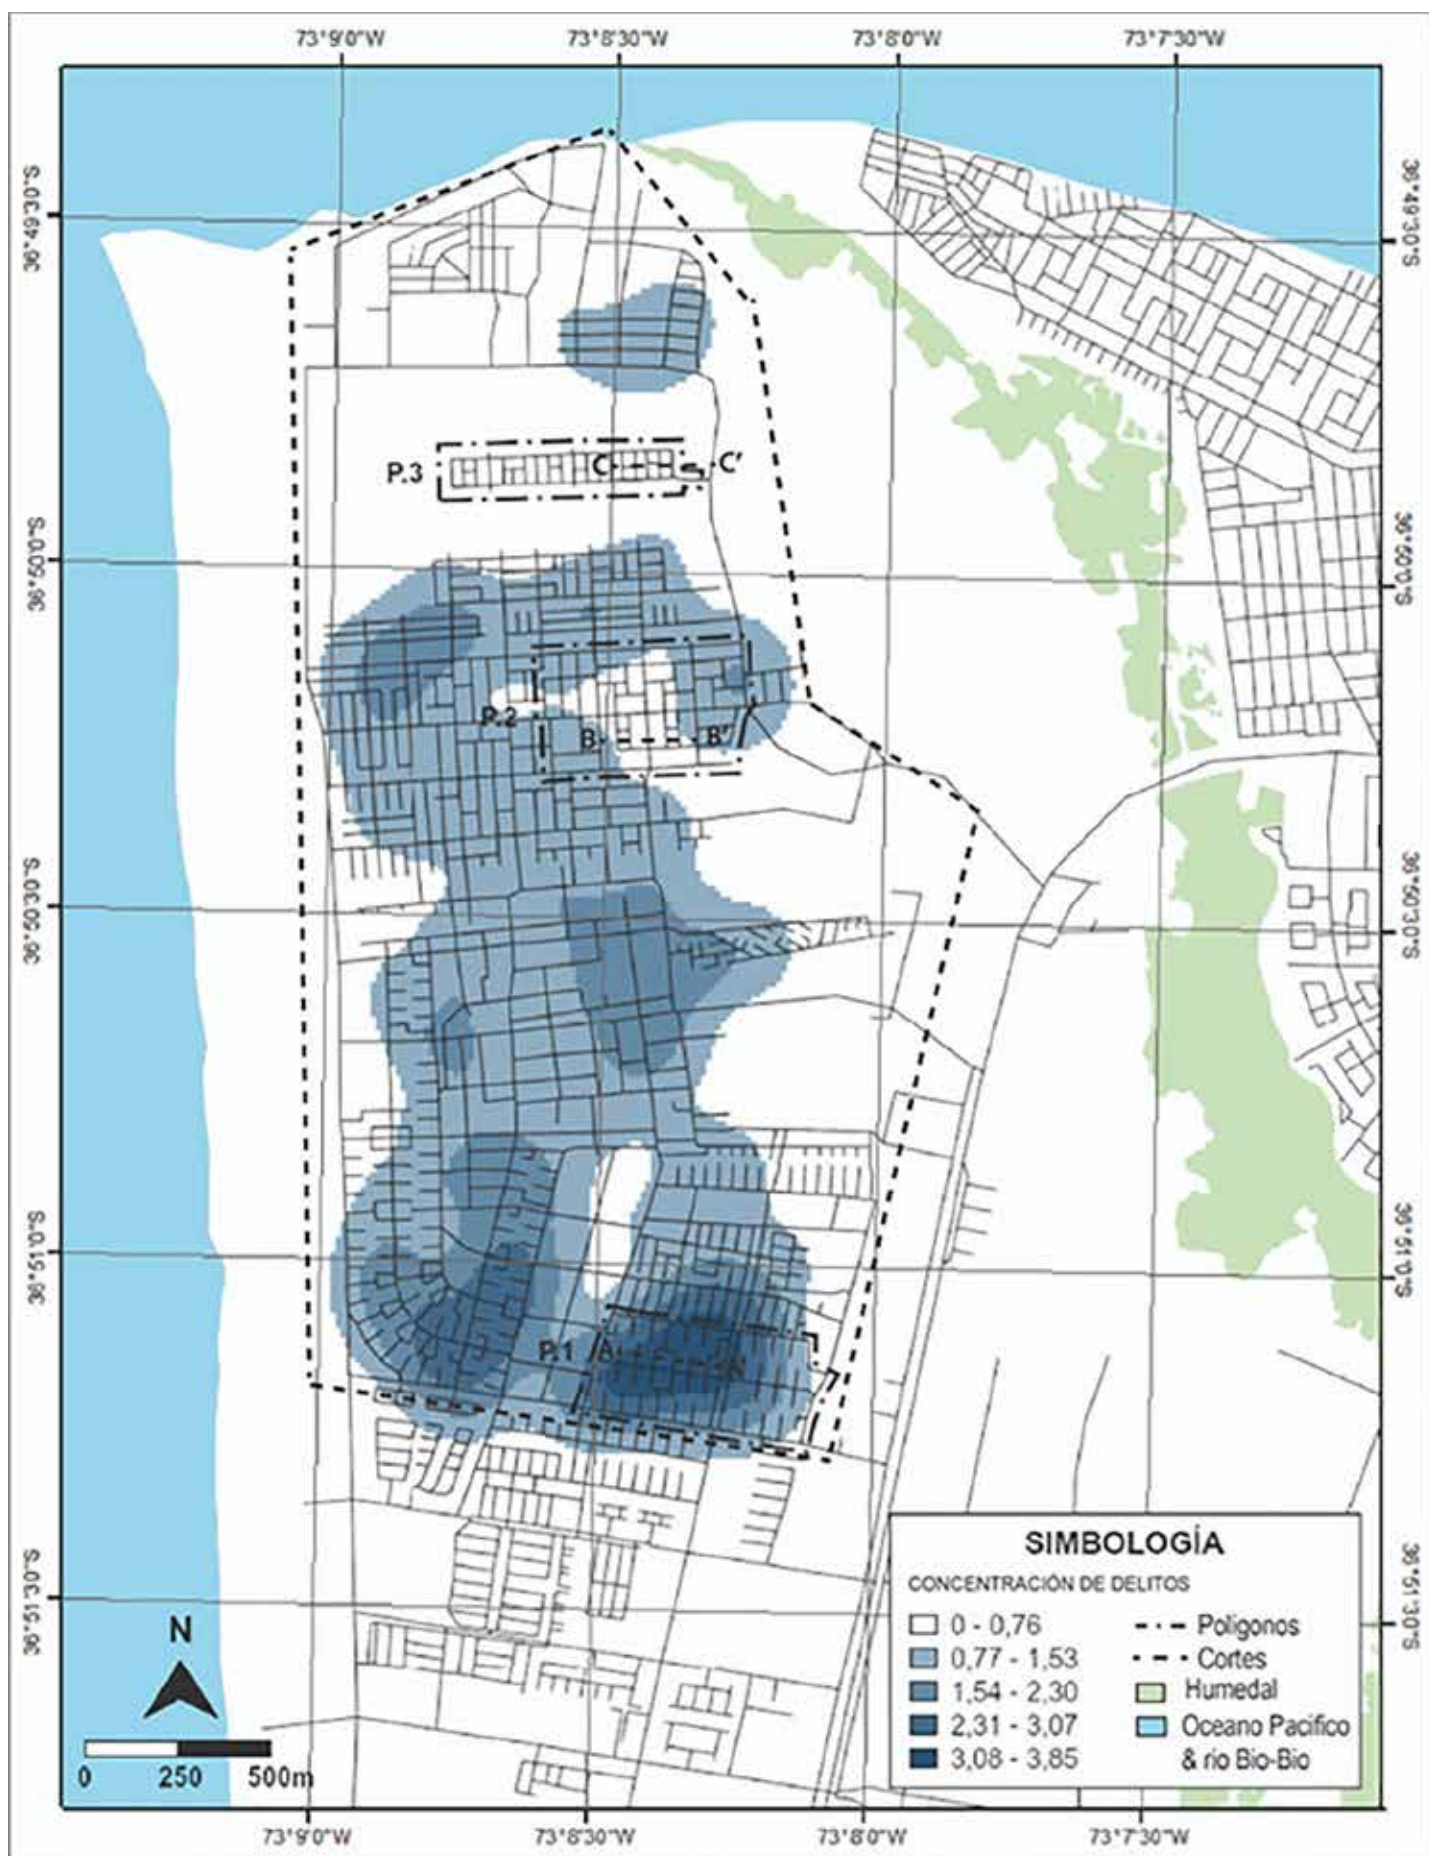 73°9'0"W 73°8'30"W 73°8'0"W 73°7'30"W
36°49'30"S
36°49'30"S
P.3
C
C'
36°50'0"S
36°50'0"S
P.2
B
B'
36°50'30"S
36°50'30"S
36°51'0"S
36°51'0"S
P.1
A
36°51'30"S
36°51'30"S
N
0 250 500m
SIMBOLOGÍA
CONCENTRACIÓN DE DELITOS
0 - 0,76
0,77 - 1,53
1,54 - 2,30
2,31 - 3,07
3,08 - 3,85
Poligonos
Cortes
Humedal
Oceano Pacifico
& rio Bio-Bio
73°9'0"W 73°8'30"W 73°8'0"W 73°7'30"W